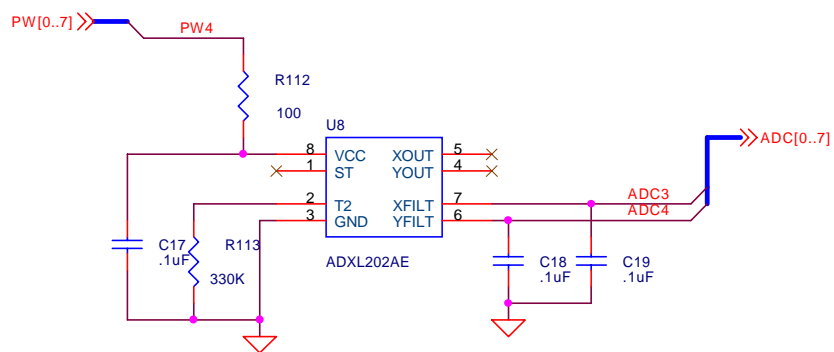 PW[0..7]
PW4
R112
100
U8
8 VCC XOUT 5
1 ST YOUT 4
ADC[0..7]
2 T2 XFILT 7 ADC3
3 GND YFILT 6 ADC4
C17
.1uF
R113
330K
ADXL202AE
C18
.1uF
C19
.1uF